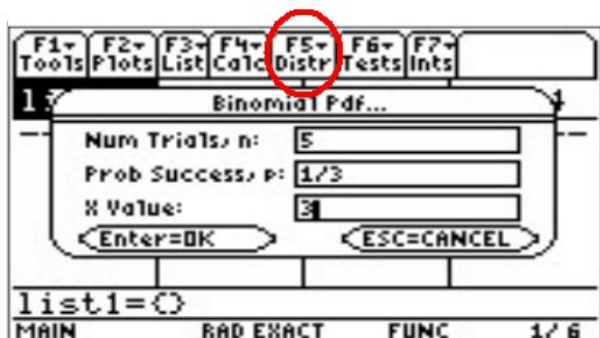 F1 F2 F3 F4 F5 F6 F7
Tools Plots List Calc Distr Tests Ints
Binomial Pdf...
Num Trials, n: 5
Prob Success, p: 1/3
X Value: 3
Enter=OK ESC=CANCEL
list1={}
MAIN RAD EXACT FUNC 1/6